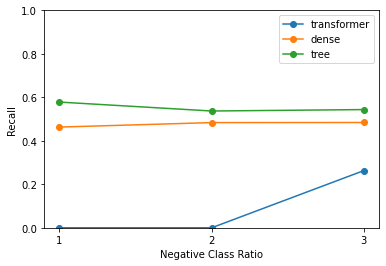 1.0
0.8
0.6
0.4
0.2
0.0
Recall
transformer
dense
tree
1 2 3
Negative Class Ratio